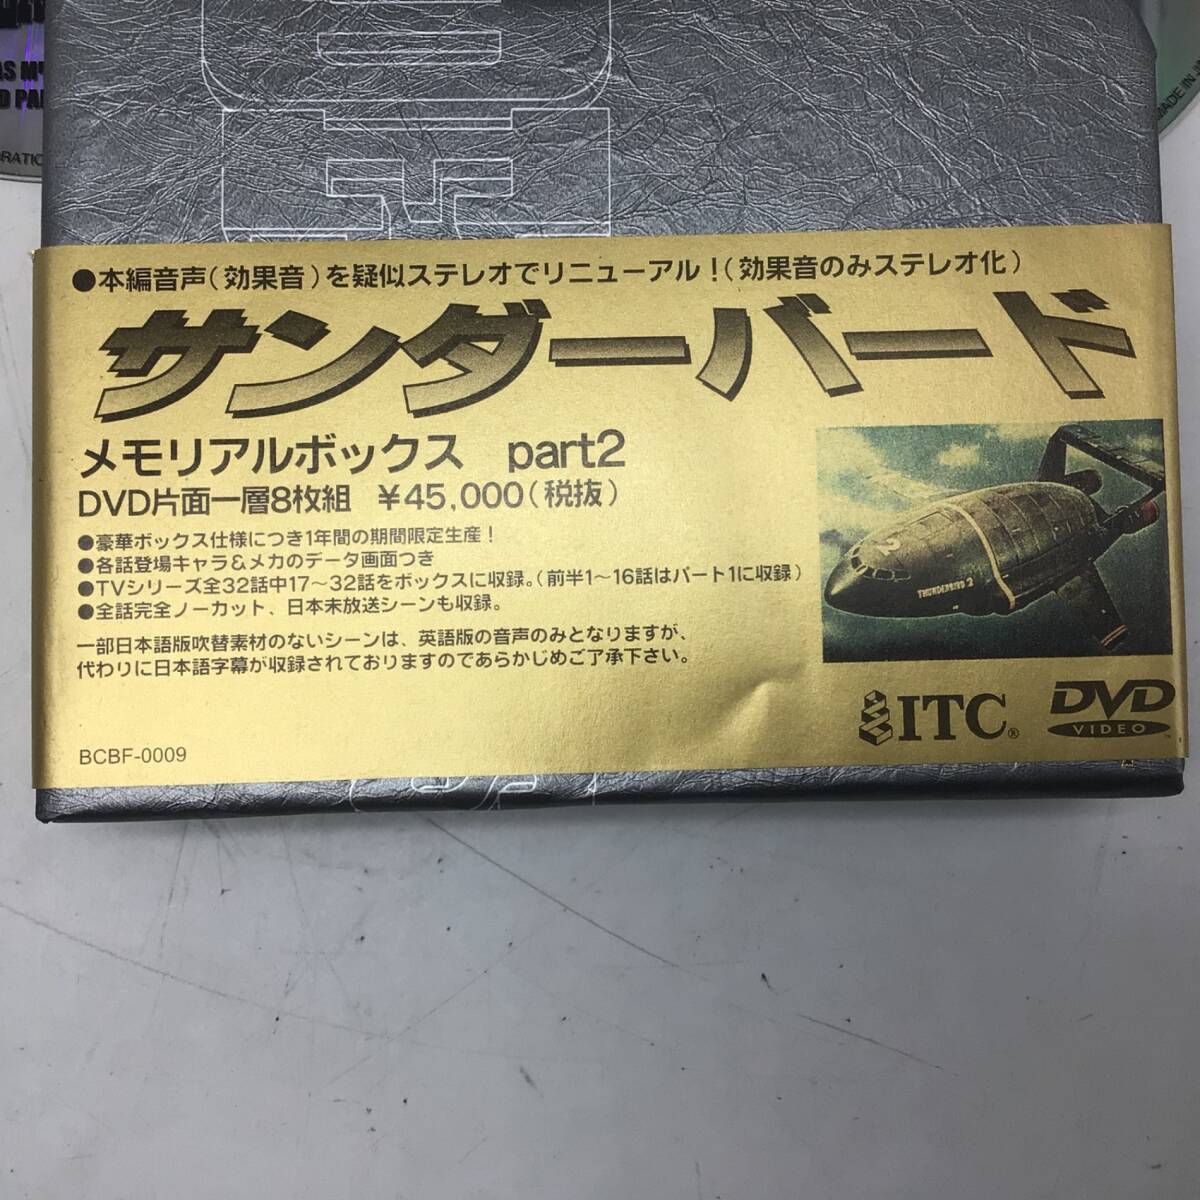 ●本編音声(効果音)を疑似ステレオでリニューアル!(効果音のみステレオ化)
サンダーバード
メモリアルボックス part2
DVD片面一層8枚組 ¥45,000(税抜)
●豪華ボックス仕様につき1年間の期間限定生産!
●各話登場キャラ&メカのデータ画面つき
●TVシリーズ全32話中17〜32話をボックスに収録。(前半1〜16話はパート1に収録)
●全話完全ノーカット、日本未放送シーンも収録。
一部日本語版吹替素材のないシーンは、英語版の音声のみとなりますが、
代わりに日本語字幕が収録されておりますのであらかじめご了承下さい。
THUNDERBIRD 2
2
ITC®
DVD
VIDEO
BCBF-0009
MADE IN